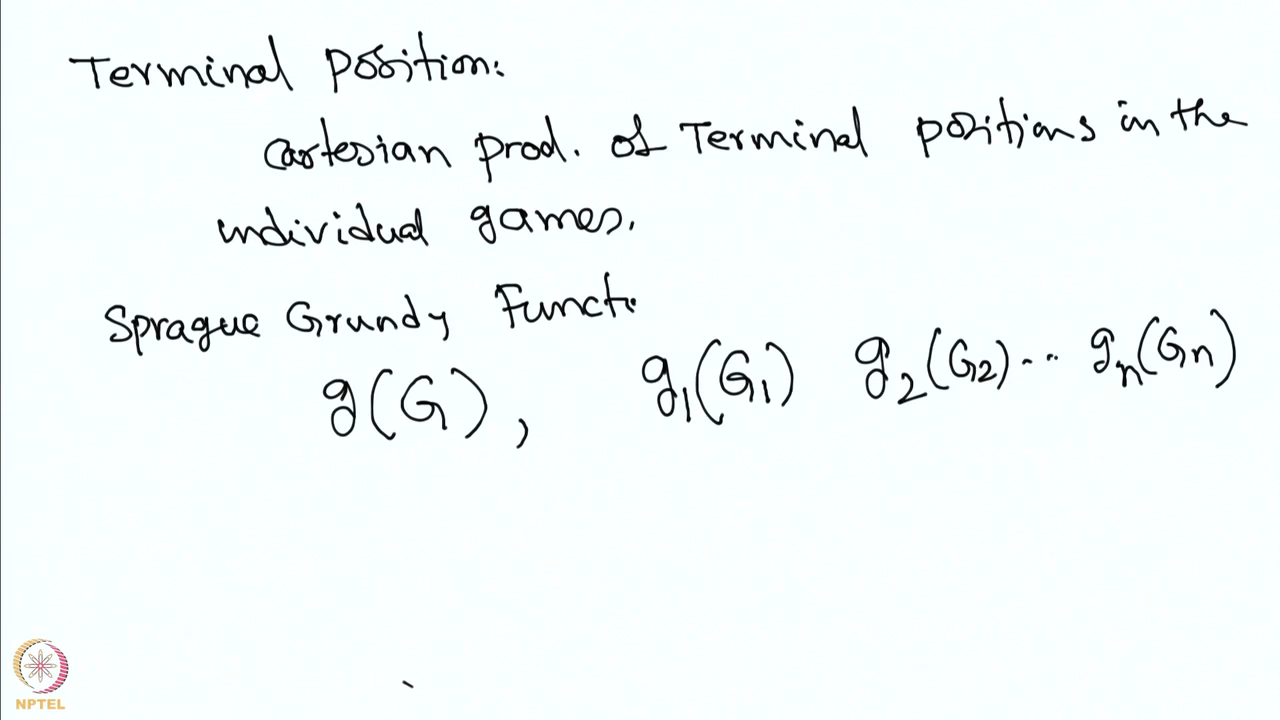 Terminal Position:
Cartesian prod. of Terminal positions in the
individual games.
Sprague Grundy Functi
g(G), g₁(G₁) g₂(G₂)... gₙ(Gₙ)
NPTEL